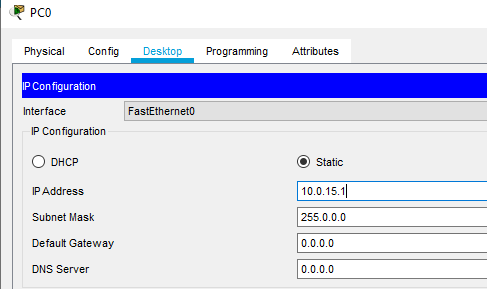 PC0
Physical Config Desktop Programming Attributes
IP Configuration
Interface FastEthernet0
IP Configuration
DHCP Static
IP Address 10.0.15.1
Subnet Mask 255.0.0.0
Default Gateway 0.0.0.0
DNS Server 0.0.0.0